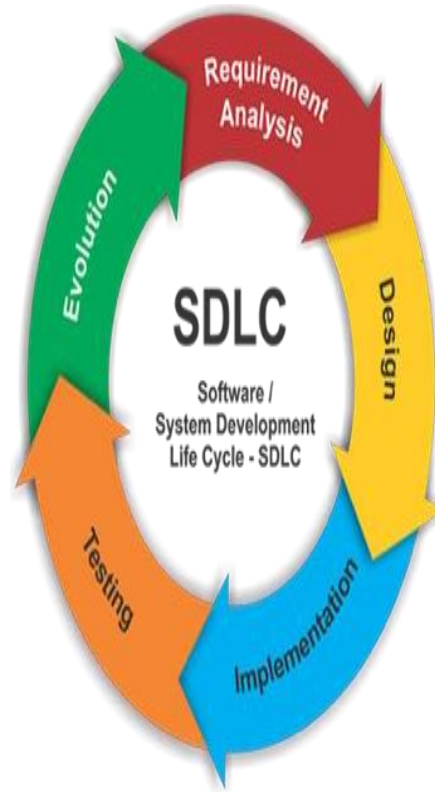 Requirement
Analysis
Design
Implementation
Testing
Evolution
SDLC
Software /
System Development
Life Cycle - SDLC